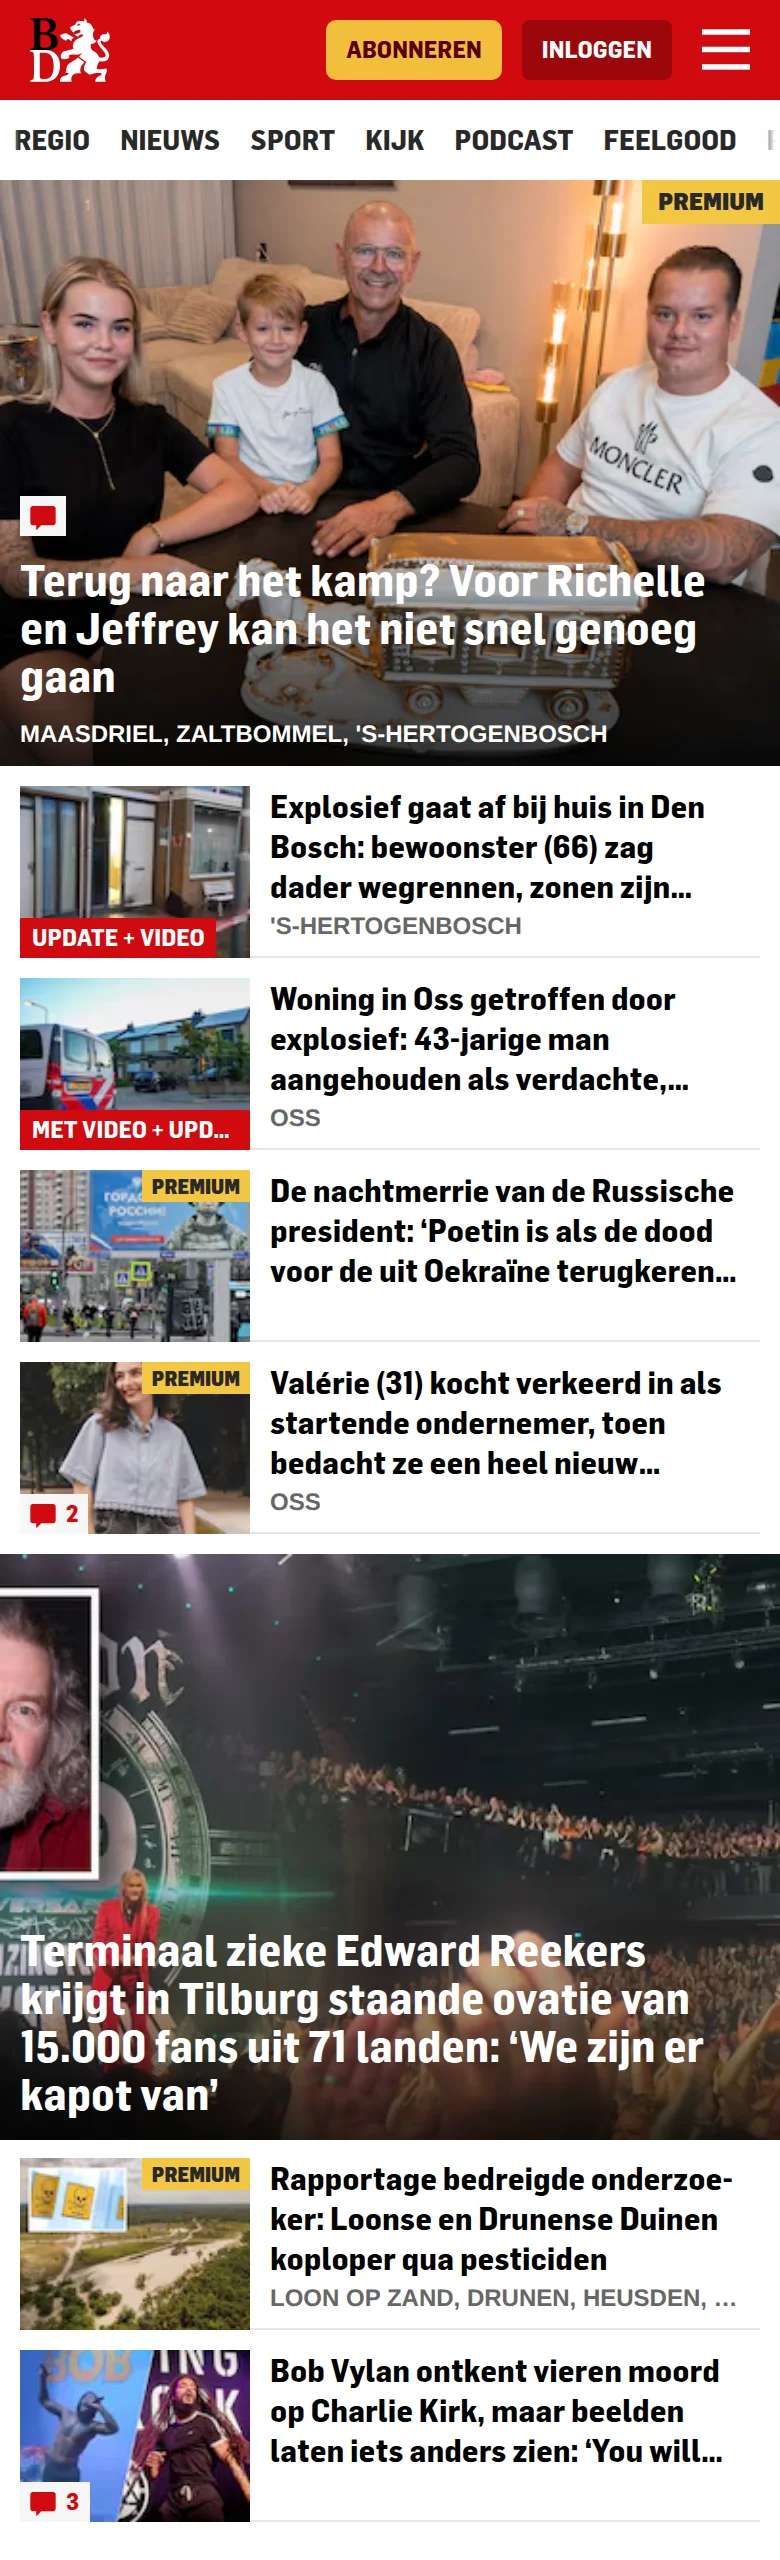 B
D
ABONNEREN
INLOGGEN
REGIO NIEUWS SPORT KIJK PODCAST FEELGOOD
PREMIUM
MONCLER
Terug naar het kamp? Voor Richelle
en Jeffrey kan het niet snel genoeg
gaan
MAASDRIEL, ZALTBOMMEL, 'S-HERTOGENBOSCH
Explosief gaat af bij huis in Den
Bosch: bewoonster (66) zag
dader wegrennen, zonen zijn...
'S-HERTOGENBOSCH
UPDATE + VIDEO
Woning in Oss getroffen door
explosief: 43-jarige man
aangehouden als verdachte,...
OSS
MET VIDEO + UPD...
PREMIUM
De nachtmerrie van de Russische
president: ‘Poetin is als de dood
voor de uit Oekraïne terugkeren...
PREMIUM
Valérie (31) kocht verkeerd in als
startende ondernemer, toen
bedacht ze een heel nieuw...
OSS
2
Terminaal zieke Edward Reekers
krijgt in Tilburg staande ovatie van
15.000 fans uit 71 landen: ‘We zijn er
kapot van’
PREMIUM
Rapportage bedreigde onderzoe-
ker: Loonse en Drunense Duinen
koploper qua pesticiden
LOON OP ZAND, DRUNEN, HEUSDEN, ...
BOB
Bob Vylan ontkent vieren moord
op Charlie Kirk, maar beelden
laten iets anders zien: ‘You will...
3